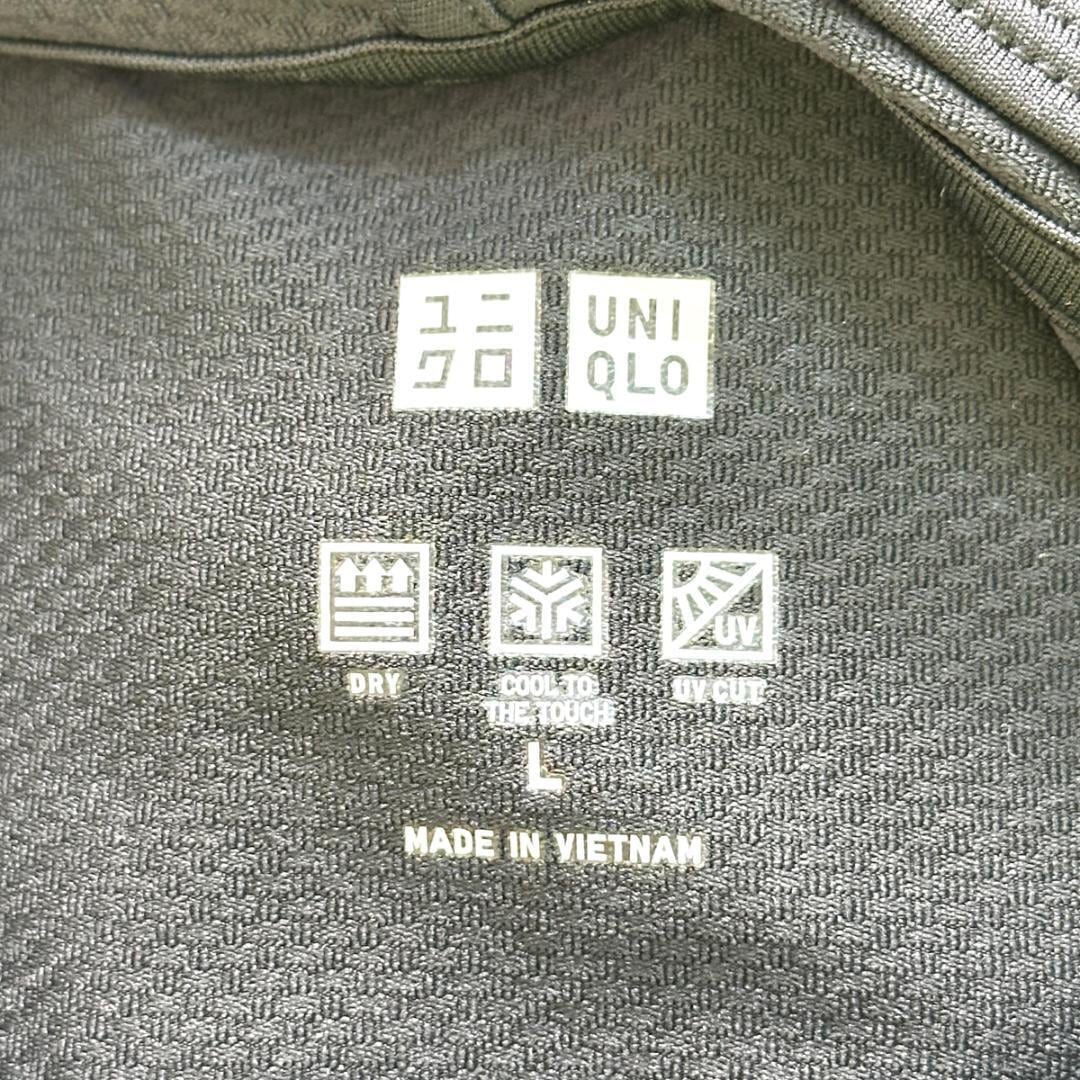 ユニ
クロ
UNI
QLO
UV
DRY
COOL TO
THE TOUCH
UV CUT
L
MADE IN VIETNAM